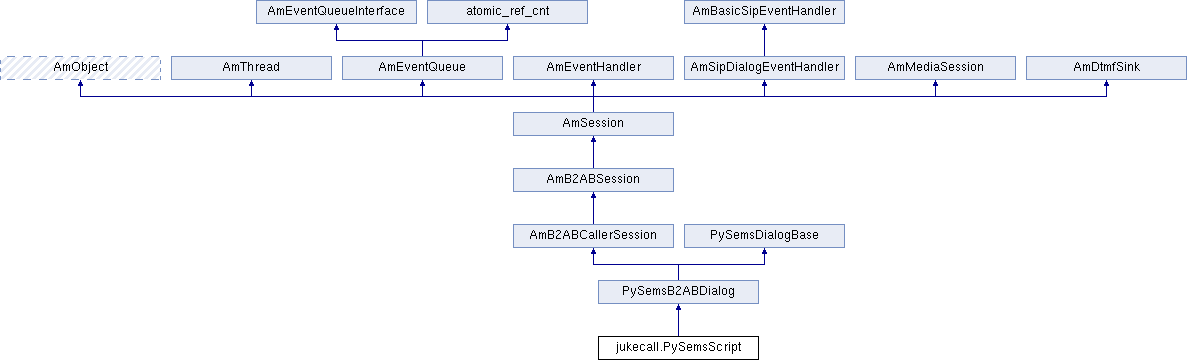 AmEventQueueInterface
atomic_ref_cnt
AmBasicSipEventHandler
AmObject
AmThread
AmEventQueue
AmEventHandler
AmSipDialogEventHandler
AmMediaSession
AmDtmfSink
AmSession
AmB2ABSession
AmB2ABCallerSession
PySemsDialogBase
PySemsB2ABDialog
jukecall.PySemsScript